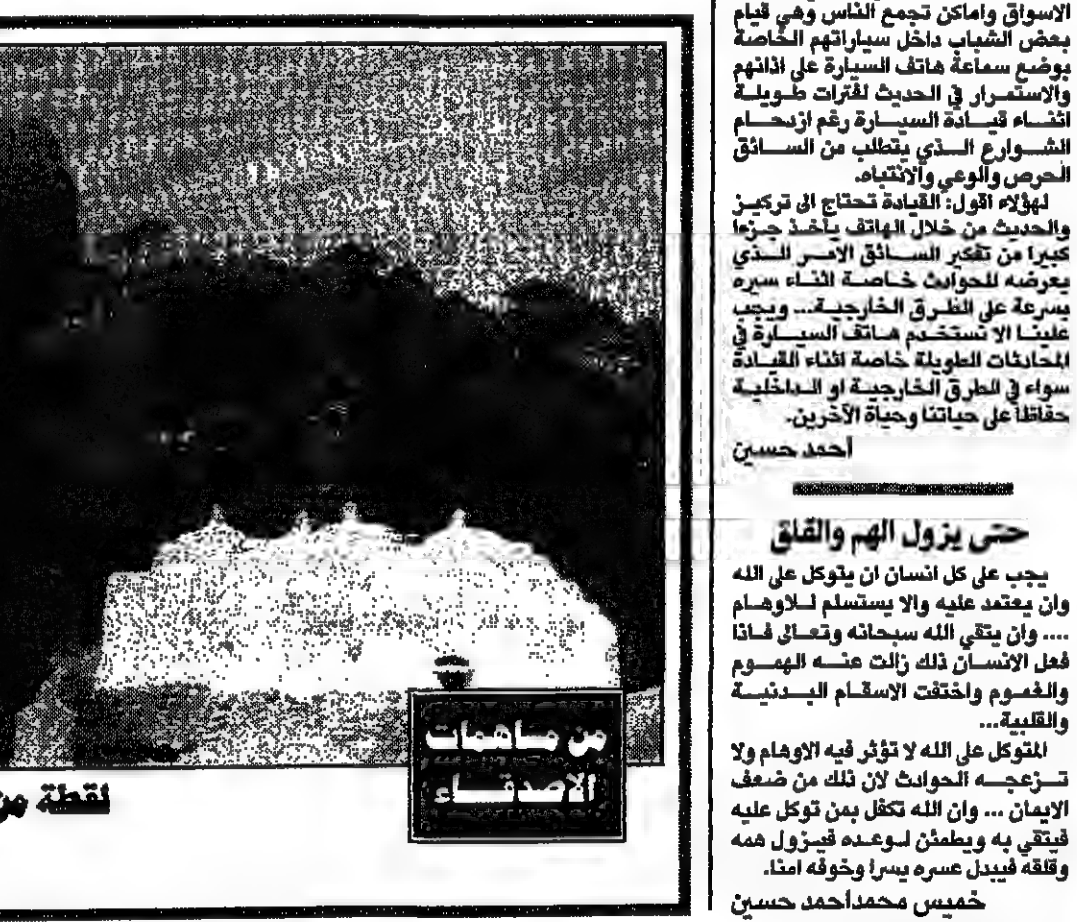 الاسواق واماكن تجمع الناس وهي قيام
بعض الشباب داخل سياراتهم الخاصة
بوضع سماعة هاتف السيارة على اذانهم
والاستمرار في الحديث لفترات طويلة
اثناء قيادة السيارة رغم ازدحام
الشوارع الذي يتطلب من السائق
الحرص والوعي والانتباه.
لهؤلاء اقول: القيادة تحتاج الى تركيز
والحديث من خلال الهاتف يأخذ جزءا
كبيرا من تفكير السائق الامر الذي
يعرضه للحوادث خاصة اثناء سيره
بسرعة على الطرق الخارجية... ويجب
علينا الا نستخدم هاتف السيارة في
المحادثات الطويلة خاصة اثناء القيادة
سواء في الطرق الخارجية او الداخلية
حفاظا على حياتنا وحياة الآخرين.
أحمد حسين
حتى يزول الهم والقلق
يجب على كل انسان ان يتوكل على الله
وان يعتمد عليه والا يستسلم للاوهام
.... وان يتقي الله سبحانه وتعالى فاذا
فعل الانسان ذلك زالت عنه الهموم
والغموم واختفت الاسقام البدنية
والقلبية...
المتوكل على الله لا تؤثر فيه الاوهام ولا
تزعجه الحوادث لان ذلك من ضعف
الايمان ... وان الله تكفل بمن توكل عليه
فيتقي به ويطمئن لوعده فيزول همه
وقلقه فيبدل عسره يسرا وخوفه امنا.
خميس محمد أحمد حسين
من مساهمات
الاصدقاء
لقطة من